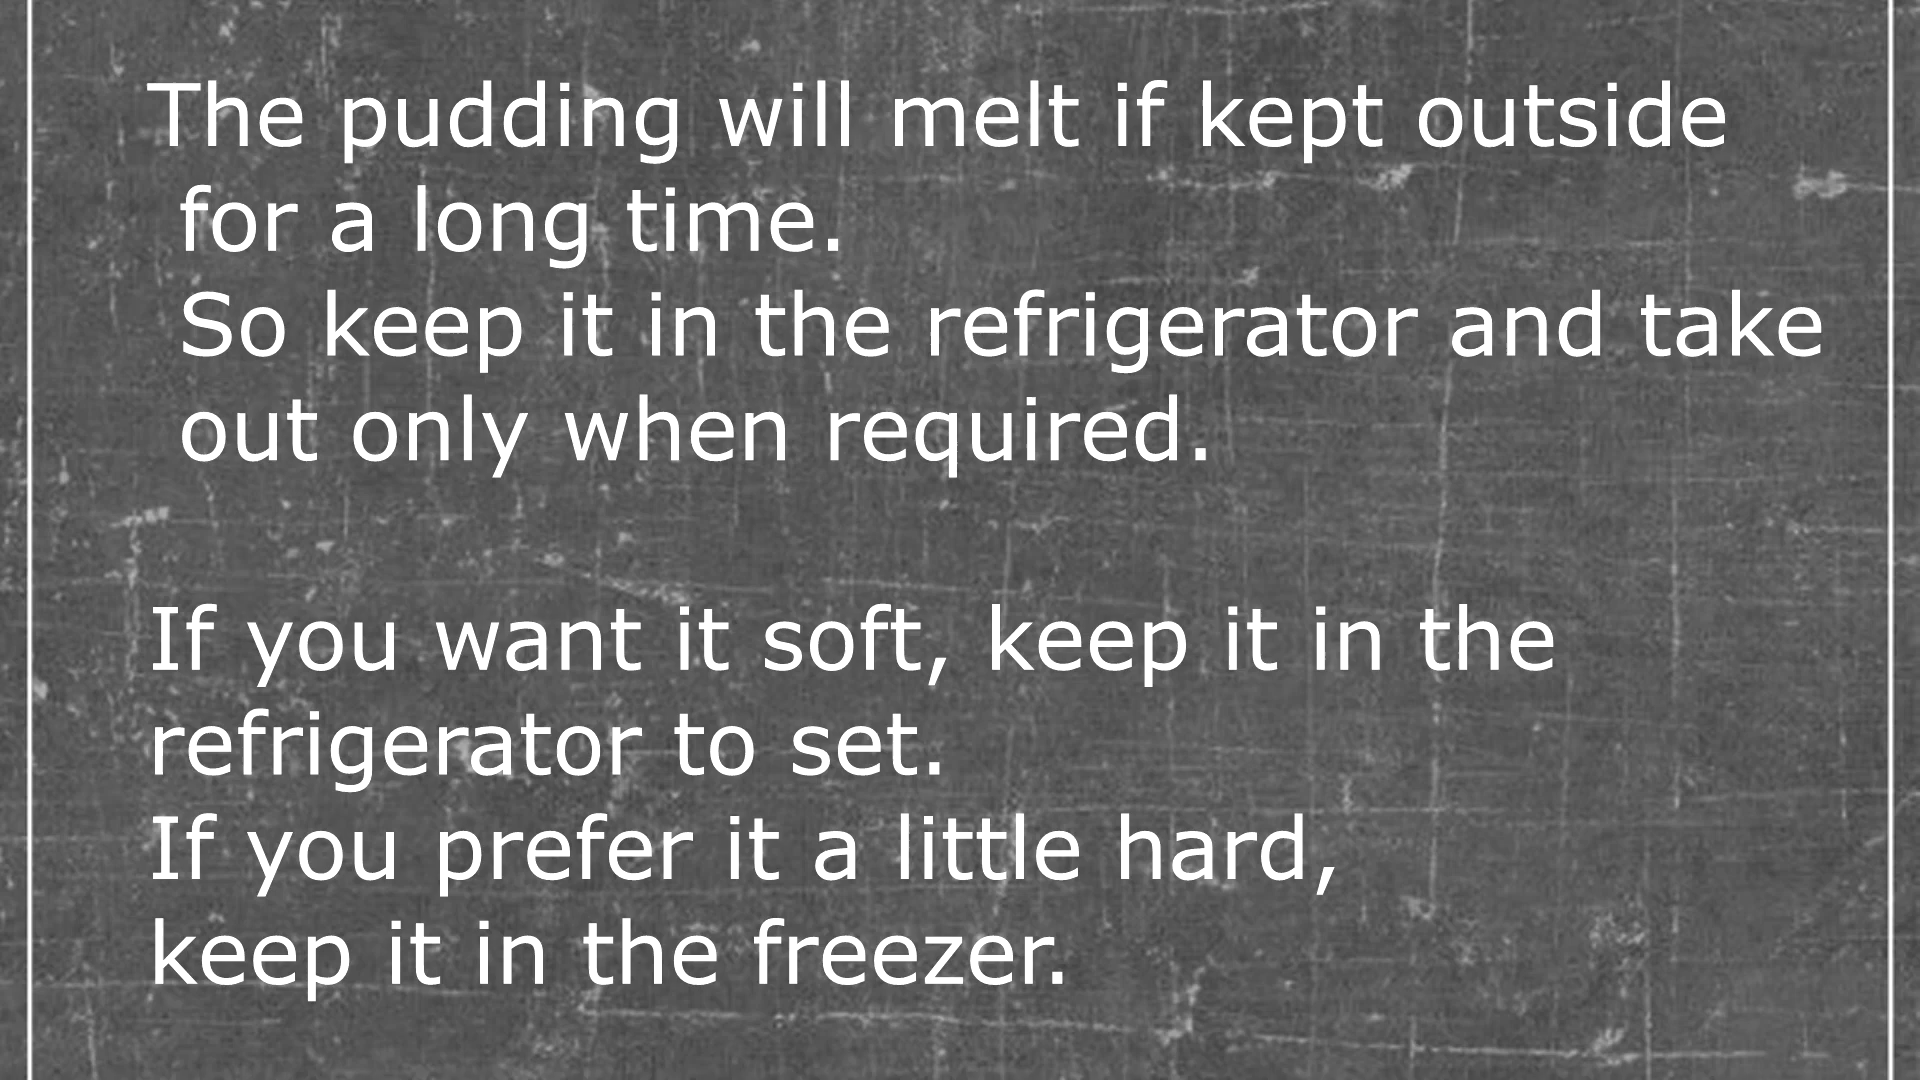 The pudding will melt if kept outside
for a long time.
So keep it in the refrigerator and take
out only when required.
If you want it soft, keep it in the
refrigerator to set.
If you prefer it a little hard,
keep it in the freezer.